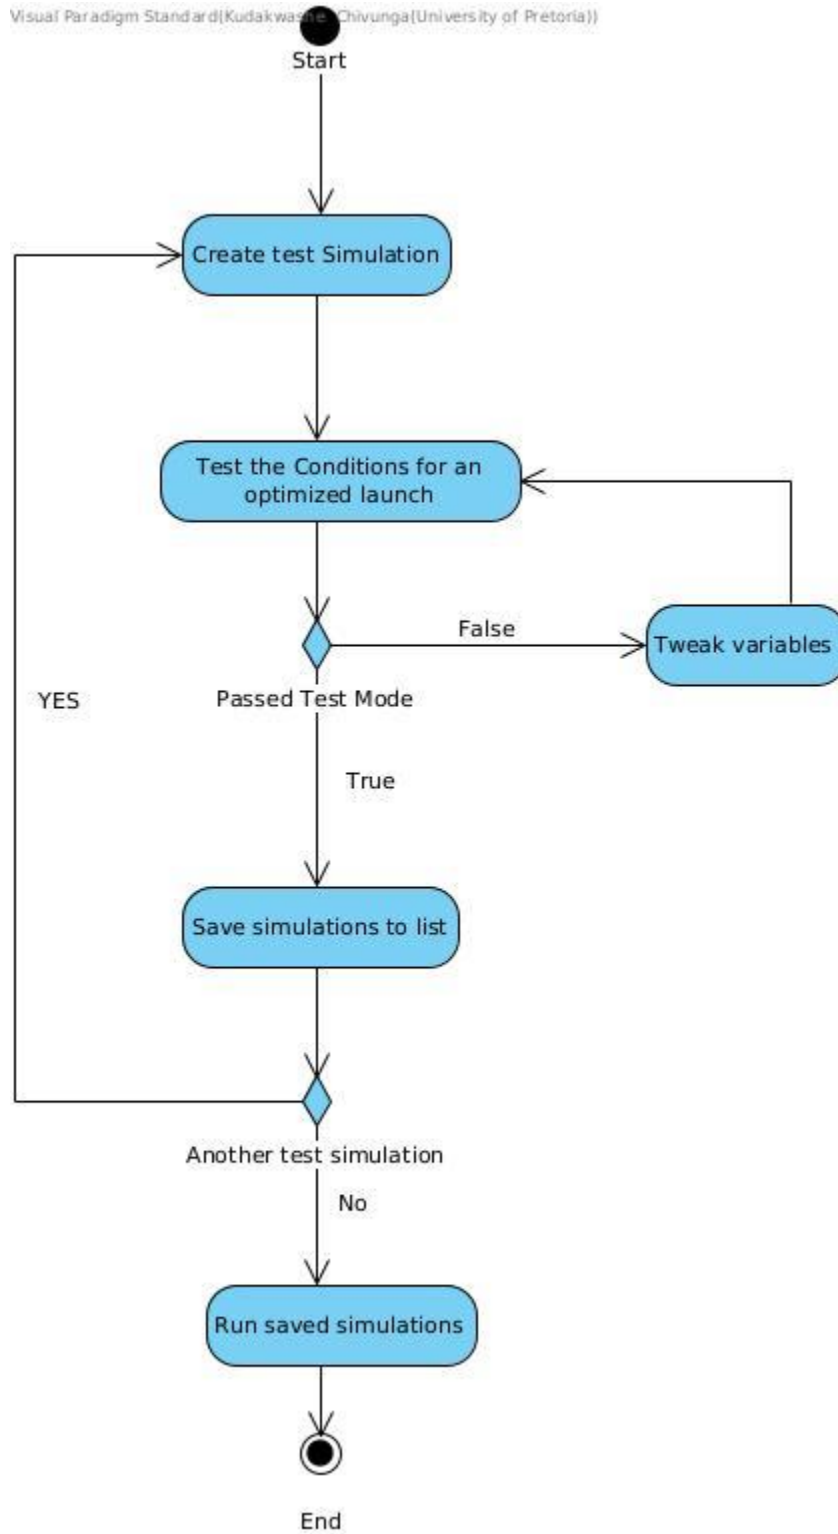 Visual Paradigm Standard(Kudakwashe Chivunga(University of Pretoria))
Start
Create test Simulation
Test the Conditions for an
optimized launch
False
Tweak variables
Passed Test Mode
YES
True
Save simulations to list
Another test simulation
No
Run saved simulations
End